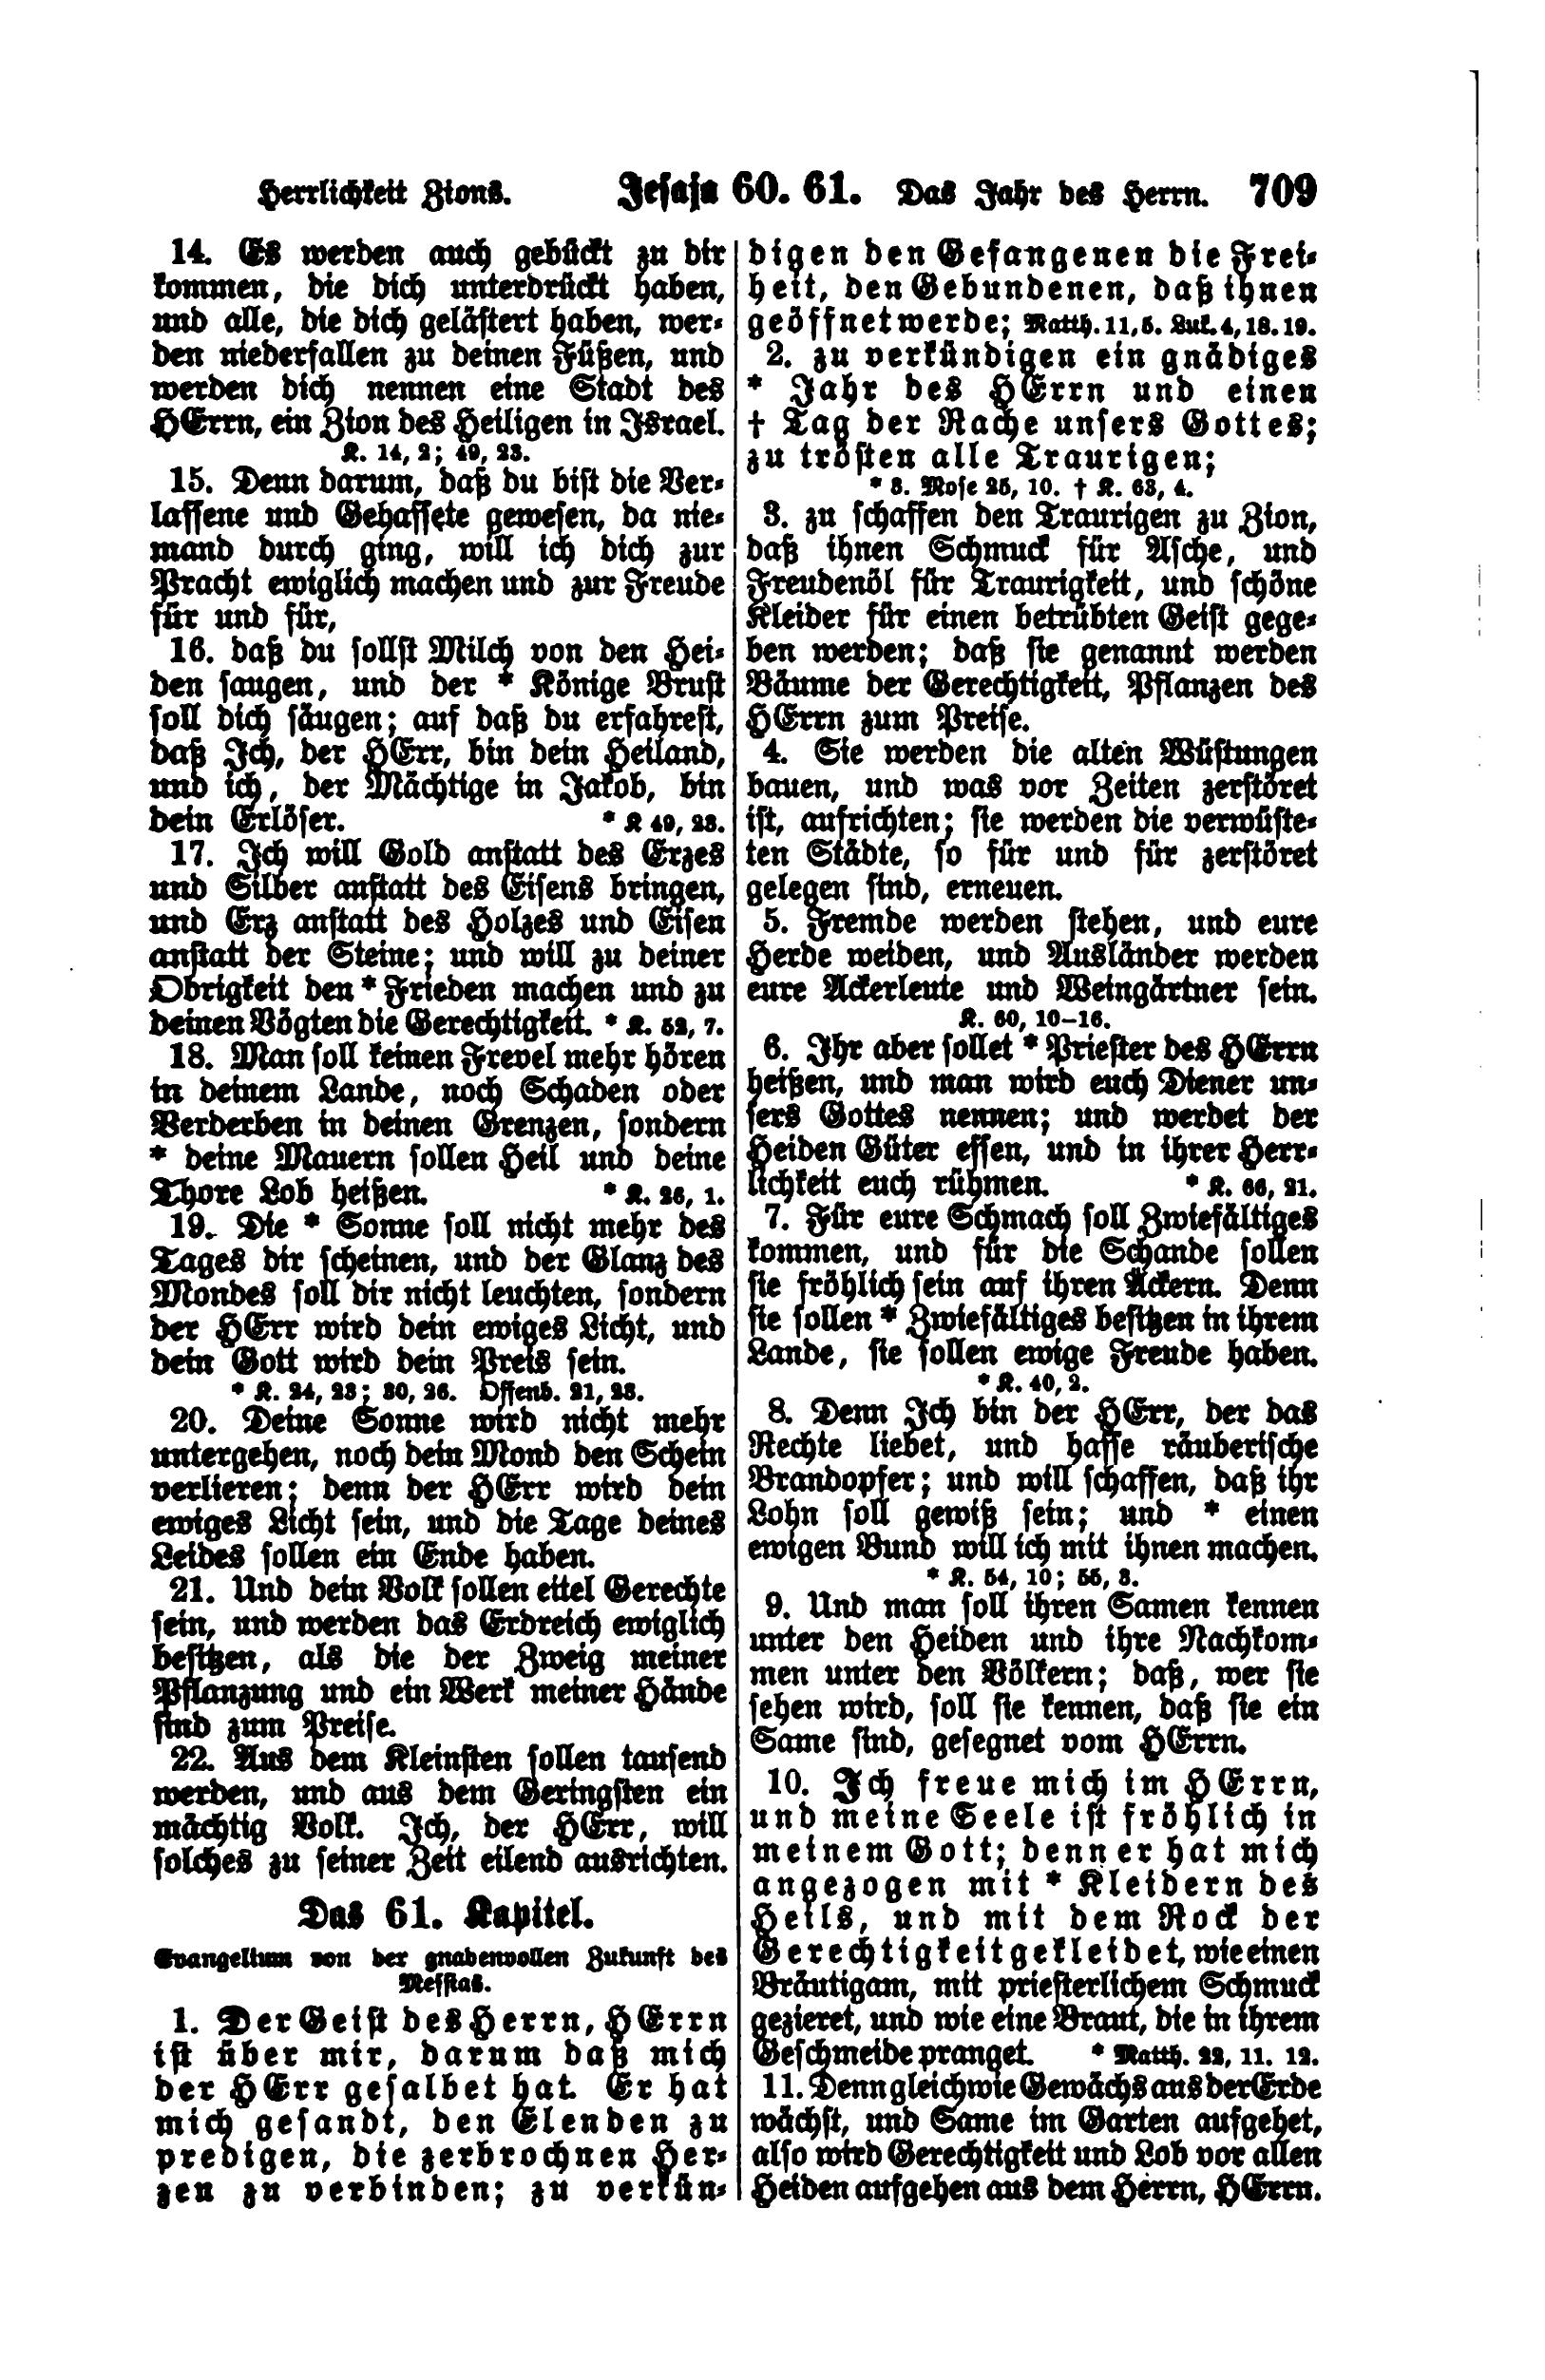 Herrlichkeit Zions. Jesaja 60. 61. Das Jahr des Herrn. 709
14. Es werden auch gebückt zu dir
kommen, die dich unterdrückt haben,
und alle, die dich gelästert haben, wer-
den niederfallen zu deinen Füßen, und
werden dich nennen eine Stadt des
HErrn, ein Zion des Heiligen in Israel.
K. 14, 2; 49, 23.
15. Denn darum, daß du bist die Ver-
lassene und Gehassete gewesen, da nie-
mand durch ging, will ich dich zur
Pracht ewiglich machen und zur Freude
für und für,
16. daß du sollst Milch von den Hei-
den saugen, und der * Könige Brust
soll dich säugen; auf daß du erfahrest,
daß Ich, der HErr, bin dein Heiland,
und ich, der Mächtige in Jakob, bin
dein Erlöser. * K 49, 23.
17. Ich will Gold anstatt des Erzes
und Silber anstatt des Eisens bringen,
und Erz anstatt des Holzes und Eisen
anstatt der Steine; und will zu deiner
Obrigkeit den * Frieden machen und zu
deinen Vögten die Gerechtigkeit. * K. 52, 7.
18. Man soll keinen Frevel mehr hören
in deinem Lande, noch Schaden oder
Verderben in deinen Grenzen, sondern
* deine Mauern sollen Heil und deine
Thore Lob heißen. * K. 26, 1.
19. Die * Sonne soll nicht mehr des
Tages dir scheinen, und der Glanz des
Mondes soll dir nicht leuchten, sondern
der HErr wird dein ewiges Licht, und
dein Gott wird dein Preis sein.
* K. 24, 23; 30, 26. Offenb. 21, 23.
20. Deine Sonne wird nicht mehr
untergehen, noch dein Mond den Schein
verlieren; denn der HErr wird dein
ewiges Licht sein, und die Tage deines
Leides sollen ein Ende haben.
21. Und dein Volk sollen eitel Gerechte
sein, und werden das Erdreich ewiglich
besitzen, als die der Zweig meiner
Pflanzung und ein Werk meiner Hände
sind zum Preise.
22. Aus dem Kleinsten sollen tausend
werden, und aus dem Geringsten ein
mächtig Volk. Ich, der HErr, will
solches zu seiner Zeit eilend ausrichten.
Das 61. Kapitel.
Evangelium von der gnadenvollen Zukunft des
Messias.
1. Der Geist des Herrn, HErrn
ist über mir, darum daß mich
der HErr gesalbet hat. Er hat
mich gesandt, den Elenden zu
predigen, die zerbrochnen Her-
zen zu verbinden; zu verkün-
digen den Gefangenen die Frei-
heit, den Gebundenen, daß ihnen
geöffnet werde; Matth. 11, 5. Luk. 4, 18. 19.
2. zu verkündigen ein gnädiges
* Jahr des HErrn und einen
† Tag der Rache unsers Gottes;
zu trösten alle Traurigen;
* 3. Mose 25, 10. † K. 63, 4.
3. zu schaffen den Traurigen zu Zion,
daß ihnen Schmuck für Asche, und
Freudenöl für Traurigkeit, und schöne
Kleider für einen betrübten Geist gege-
ben werden; daß sie genannt werden
Bäume der Gerechtigkeit, Pflanzen des
HErrn zum Preise.
4. Sie werden die alten Wüstungen
bauen, und was vor Zeiten zerstöret
ist, aufrichten; sie werden die verwüste-
ten Städte, so für und für zerstöret
gelegen sind, erneuen.
5. Fremde werden stehen, und eure
Herde weiden, und Ausländer werden
eure Ackerleute und Weingärtner sein.
K. 60, 10-16.
6. Ihr aber sollet * Priester des HErrn
heißen, und man wird euch Diener un-
sers Gottes nennen; und werdet der
Heiden Güter essen, und in ihrer Herr-
lichkeit euch rühmen. * K. 66, 21.
7. Für eure Schmach soll Zwiefältiges
kommen, und für die Schande sollen
sie fröhlich sein auf ihren Äckern. Denn
sie sollen * Zwiefältiges besitzen in ihrem
Lande, sie sollen ewige Freude haben.
* K. 40, 2.
8. Denn Ich bin der HErr, der das
Rechte liebet, und hasse räuberische
Brandopfer; und will schaffen, daß ihr
Lohn soll gewiß sein; und * einen
ewigen Bund will ich mit ihnen machen.
* K. 54, 10; 55, 3.
9. Und man soll ihren Samen kennen
unter den Heiden und ihre Nachkom-
men unter den Völkern; daß, wer sie
sehen wird, soll sie kennen, daß sie ein
Same sind, gesegnet vom HErrn.
10. Ich freue mich im HErrn,
und meine Seele ist fröhlich in
meinem Gott; denn er hat mich
angezogen mit * Kleidern des
Heils, und mit dem Rock der
Gerechtigkeit gekleidet, wie einen
Bräutigam, mit priesterlichem Schmuck
gezieret, und wie eine Braut, die in ihrem
Geschmeide pranget. * Matth. 22, 11. 12.
11. Denn gleichwie Gewächs aus der Erde
wächst, und Same im Garten aufgehet,
also wird Gerechtigkeit und Lob vor allen
Heiden aufgehen aus dem Herrn, HErrn.